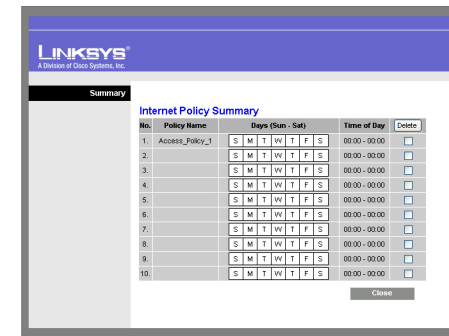 LINKSYS®
A Division of Cisco Systems, Inc.
Summary
Internet Policy Summary
No. Policy Name Days (Sun - Sat) Time of Day Delete
1. Access_Policy_1 S M T W T F S 00:00 - 00:00
2. S M T W T F S 00:00 - 00:00
3. S M T W T F S 00:00 - 00:00
4. S M T W T F S 00:00 - 00:00
5. S M T W T F S 00:00 - 00:00
6. S M T W T F S 00:00 - 00:00
7. S M T W T F S 00:00 - 00:00
8. S M T W T F S 00:00 - 00:00
9. S M T W T F S 00:00 - 00:00
10. S M T W T F S 00:00 - 00:00
Close